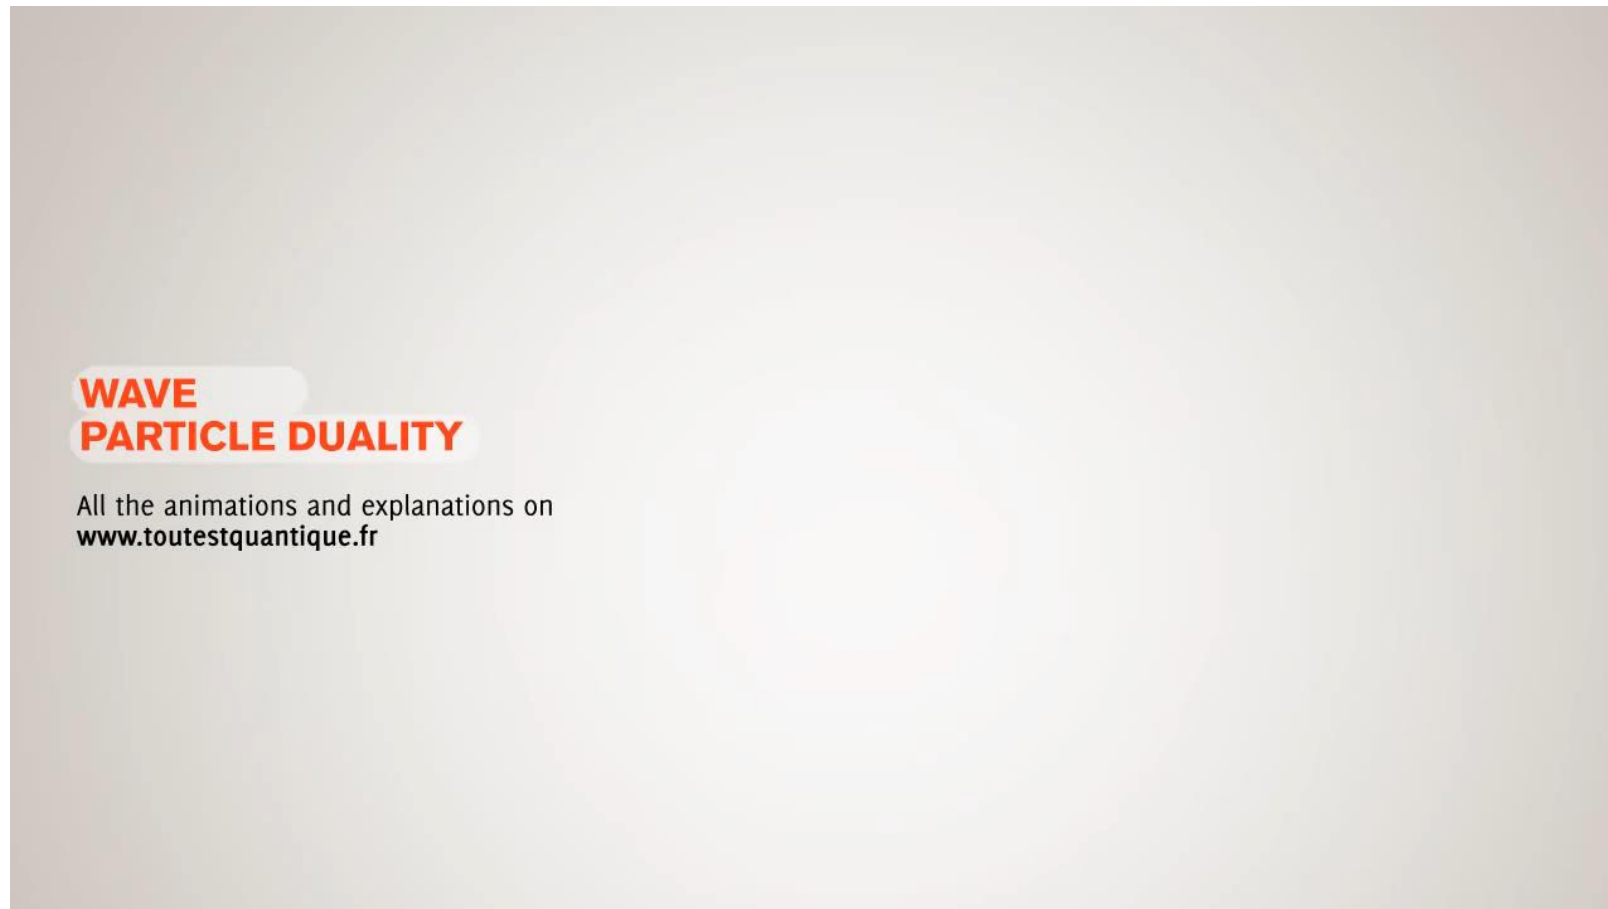 WAVE
PARTICLE DUALITY
All the animations and explanations on
www.toutestquantique.fr